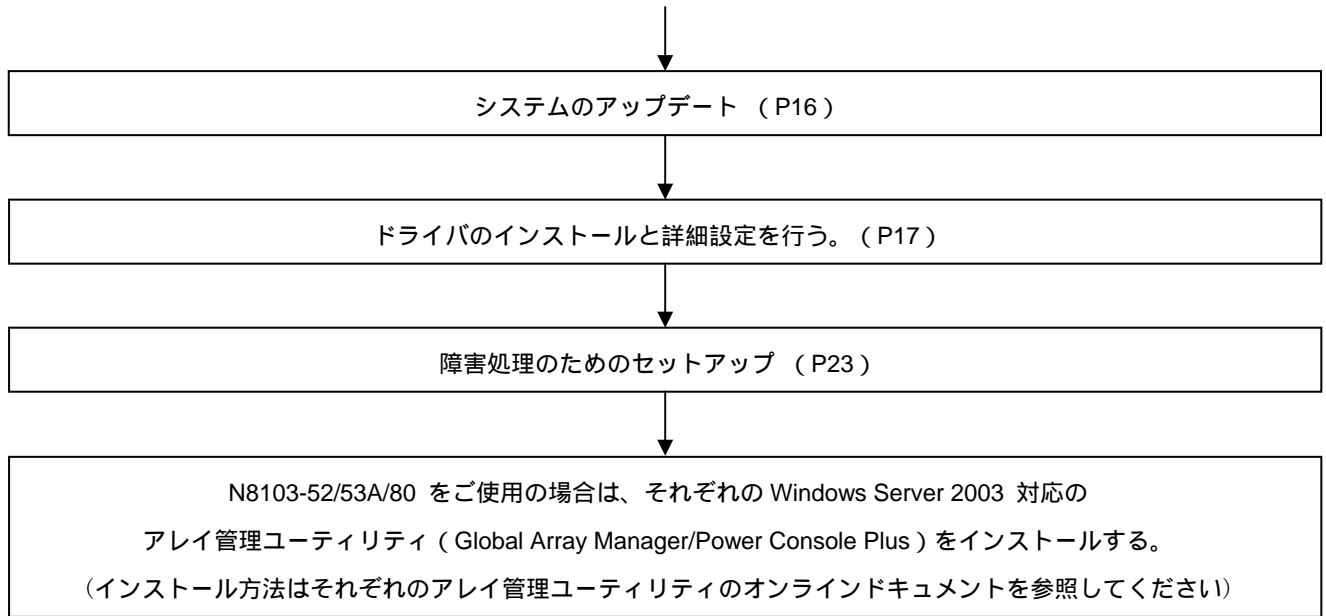 システムのアップデート (P16)
ドライバのインストールと詳細設定を行う。(P17)
障害処理のためのセットアップ (P23)
N8103-52/53A/80 をご使用の場合は、それぞれの Windows Server 2003 対応の
アレイ管理ユーティリティ(Global Array Manager/Power Console Plus)をインストールする。
(インストール方法はそれぞれのアレイ管理ユーティリティのオンラインドキュメントを参照してください)